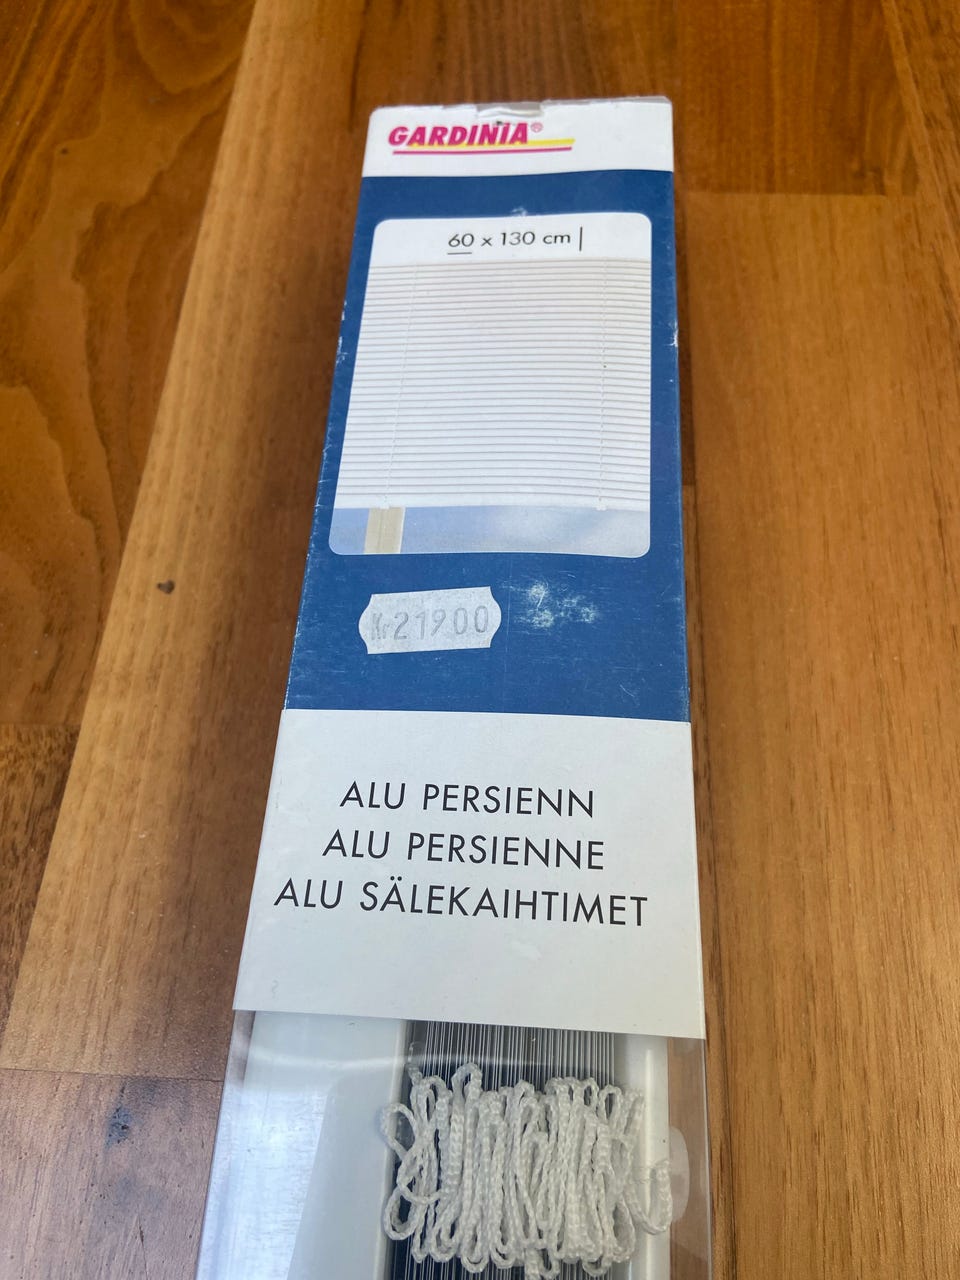 GARDINIA®
60 x 130 cm
Kr 219 00
ALU PERSIENN
ALU PERSIENNE
ALU SÄLEKAIHTIMET